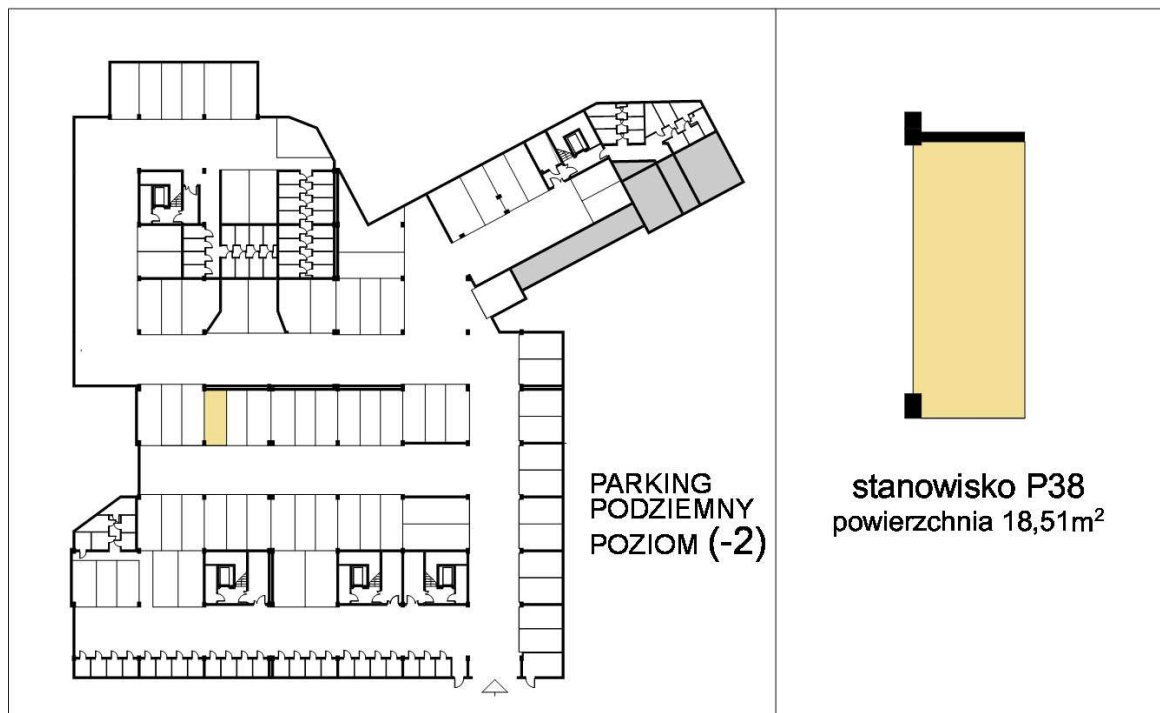 PARKING
PODZIEMNY
POZIOM (-2)
stanowisko P38
powierzchnia 18,51m²